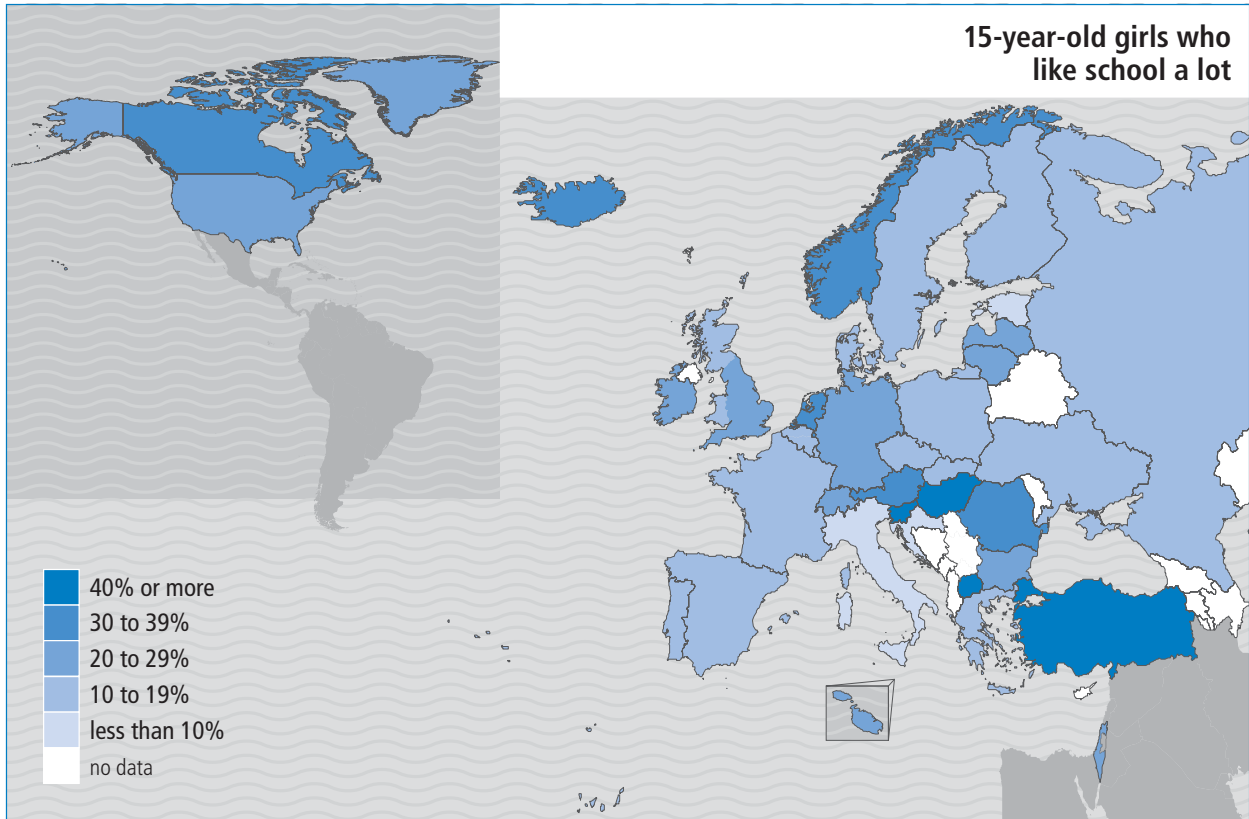 15-year-old girls who
like school a lot
40% or more
30 to 39%
20 to 29%
10 to 19%
less than 10%
no data